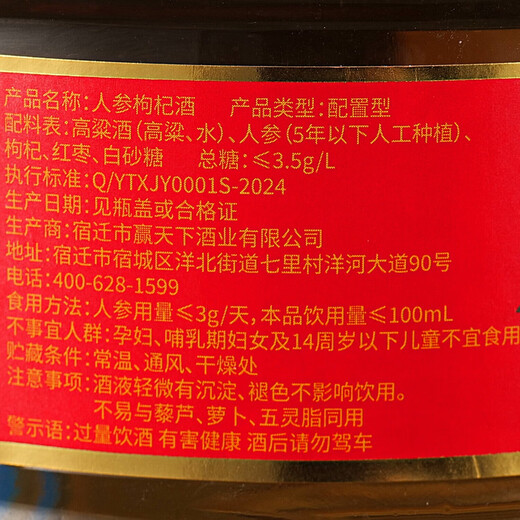 产品名称:人参枸杞酒 产品类型:配置型
配料表:高粱酒(高粱、水)、人参(5年以下人工种植)、
枸杞、红枣、白砂糖 总糖:≤3.5g/L
执行标准:Q/YTXJY0001S-2024
生产日期:见瓶盖或合格证
生产商:宿迁市赢天下酒业有限公司
地址:宿迁市宿城区洋北街道七里村洋河大道90号
电话:400-628-1599
食用方法:人参用量≤3g/天,本品饮用量≤100mL
不事宜人群:孕妇、哺乳期妇女及14周岁以下儿童不宜食用
贮藏条件:常温、通风、干燥处
注意事项:酒液轻微有沉淀、褪色不影响饮用。
不易与藜芦、萝卜、五灵脂同用
警示语:过量饮酒 有害健康 酒后请勿驾车